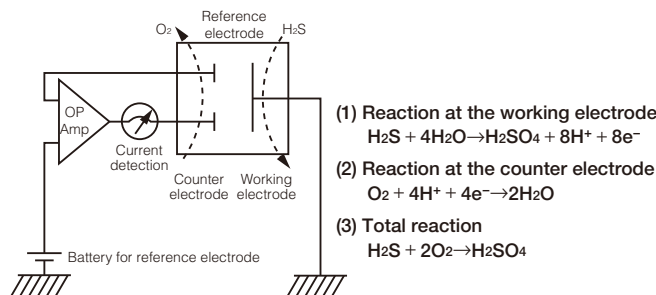 Reference
electrode
O₂
H₂S
OP
Amp
Current
detection
Counter
electrode
Working
electrode
Battery for reference electrode
(1) Reaction at the working electrode
H₂S + 4H₂O→H₂SO₄ + 8H⁺ + 8e⁻
(2) Reaction at the counter electrode
O₂ + 4H⁺ + 4e⁻→2H₂O
(3) Total reaction
H₂S + 2O₂→H₂SO₄